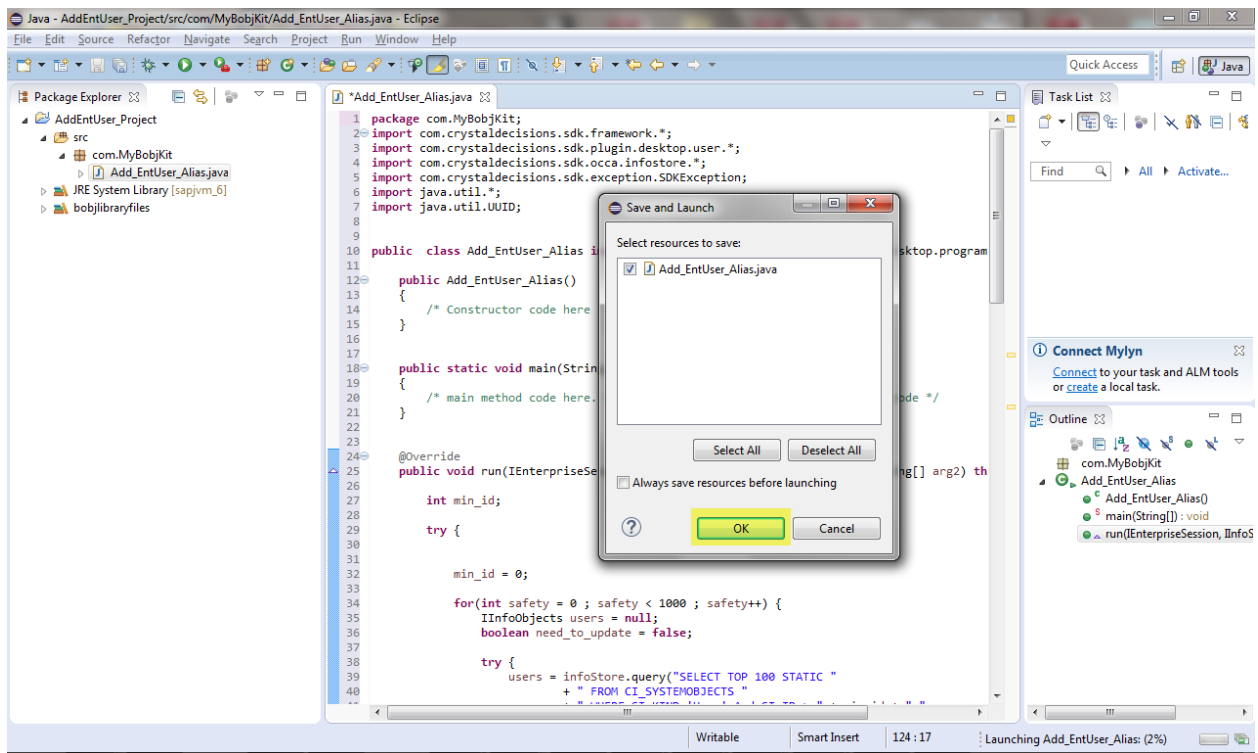 Java - AddEntUser_Project/src/com/MyBobjKit/Add_EntUser_Alias.java - Eclipse
File Edit Source Refactor Navigate Search Project Run Window Help
Quick Access
Java
Package Explorer
AddEntUser_Project
src
com.MyBobjKit
Add_EntUser_Alias.java
JRE System Library [sapjvm_6]
bobjlibraryfiles
*Add_EntUser_Alias.java
1 package com.MyBobjKit;
2 import com.crystaldecisions.sdk.framework.*;
3 import com.crystaldecisions.sdk.plugin.desktop.user.*;
4 import com.crystaldecisions.sdk.occa.infostore.*;
5 import com.crystaldecisions.sdk.exception.SDKException;
6 import java.util.*;
7 import java.util.UUID;
8
9
10 public class Add_EntUser_Alias i sktop.program
11
12 public Add_EntUser_Alias()
13 {
14 /* Constructor code here
15 }
16
17
18 public static void main(Strin
19 {
20 /* main method code here. ode */
21 }
22
23
24 @Override
25 public void run(IEnterpriseSe ng[] arg2) th
26
27 int min_id;
28
29 try {
30
31
32 min_id = 0;
33
34 for(int safety = 0 ; safety < 1000 ; safety++) {
35 IInfoObjects users = null;
36 boolean need_to_update = false;
37
38 try {
39 users = infoStore.query("SELECT TOP 100 STATIC "
40 + " FROM CI_SYSTEMOBJECTS "
Save and Launch
Select resources to save:
Add_EntUser_Alias.java
Select All
Deselect All
Always save resources before launching
OK
Cancel
Task List
Find
All
Activate...
Connect Mylyn
Connect to your task and ALM tools
or create a local task.
Outline
com.MyBobjKit
Add_EntUser_Alias
Add_EntUser_Alias()
main(String[]) : void
run(IEnterpriseSession, IInfoS
Writable
Smart Insert
124 : 17
Launching Add_EntUser_Alias: (2%)